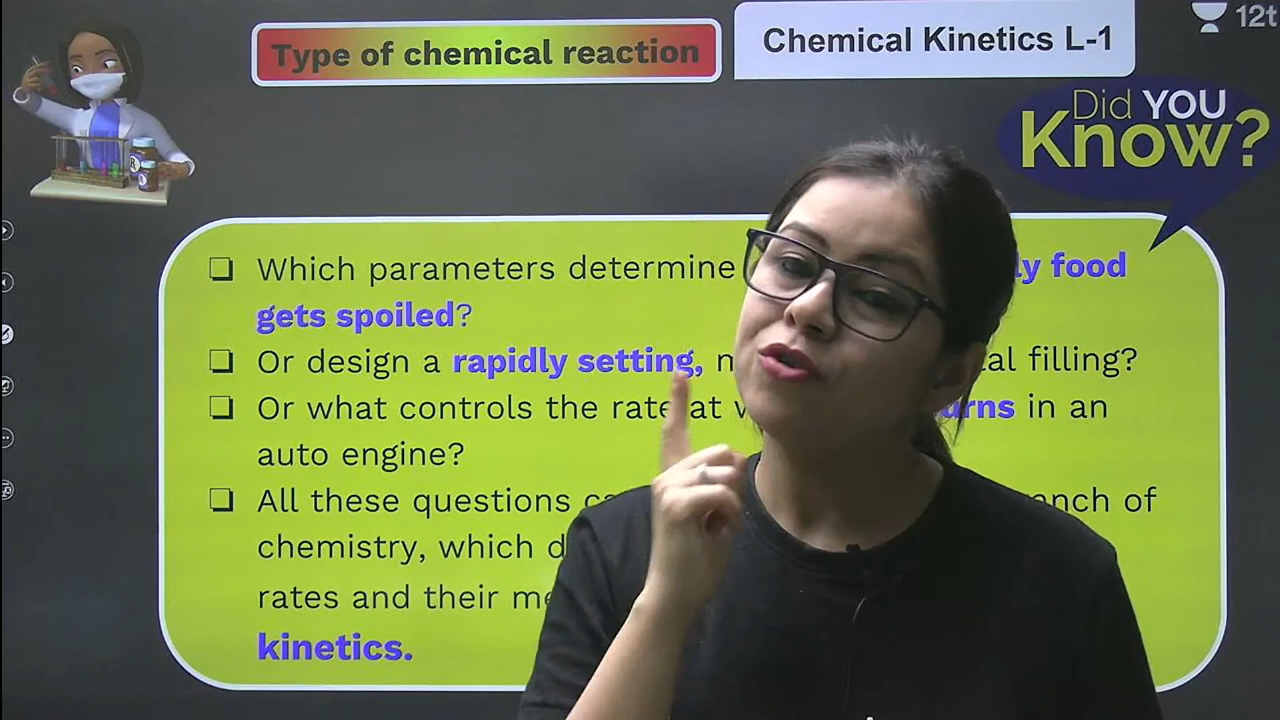 Type of chemical reaction
Chemical Kinetics L-1
12t
Did YOU
Know?
Which parameters determine ly food
gets spoiled?
Or design a rapidly setting, al filling?
Or what controls the rate at urns in an
auto engine?
All these questions nch of
chemistry, which
rates and their
kinetics.